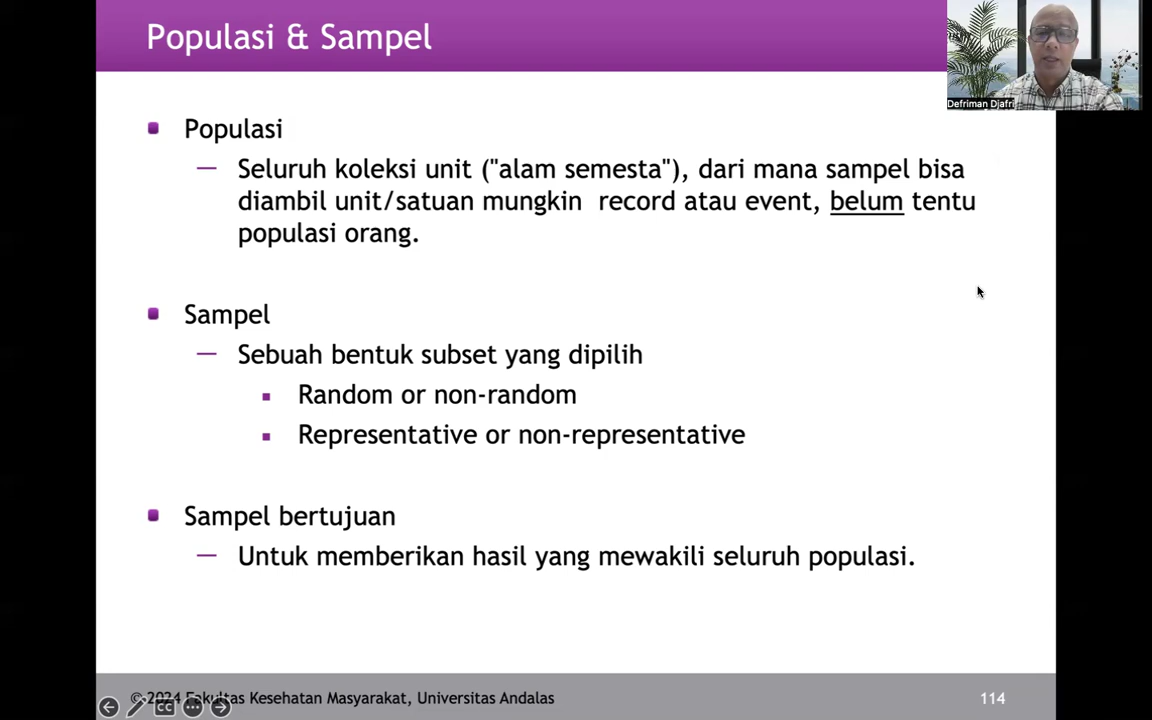 Populasi & Sampel
Defriman Djafri
Populasi
— Seluruh koleksi unit ("alam semesta"), dari mana sampel bisa
diambil unit/satuan mungkin record atau event, belum tentu
populasi orang.
Sampel
— Sebuah bentuk subset yang dipilih
Random or non-random
Representative or non-representative
Sampel bertujuan
— Untuk memberikan hasil yang mewakili seluruh populasi.
©2024 Fakultas Kesehatan Masyarakat, Universitas Andalas
114
CC